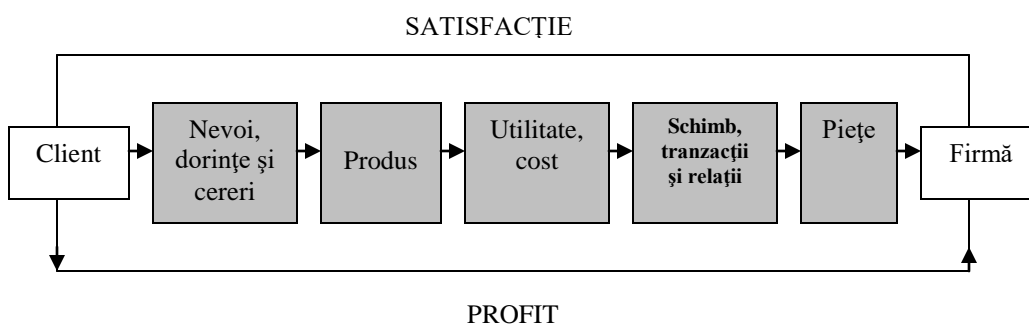 SATISFACŢIE
Client
Nevoi,
dorinţe şi
cereri
Produs
Utilitate,
cost
Schimb,
tranzacţii
şi relaţii
Pieţe
Firmă
PROFIT